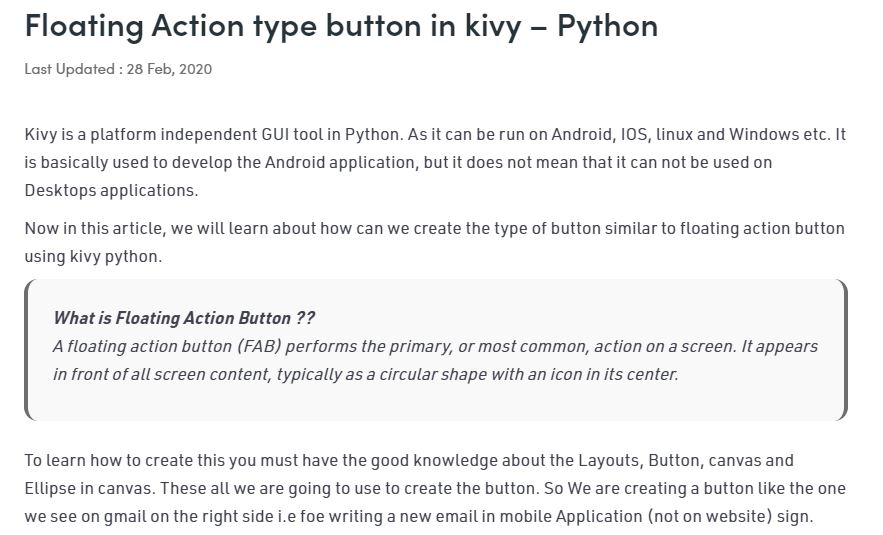 Floating Action type button in kivy – Python
Last Updated : 28 Feb, 2020
Kivy is a platform independent GUI tool in Python. As it can be run on Android, IOS, linux and Windows etc. It
is basically used to develop the Android application, but it does not mean that it can not be used on
Desktops applications.
Now in this article, we will learn about how can we create the type of button similar to floating action button
using kivy python.
What is Floating Action Button ??
A floating action button (FAB) performs the primary, or most common, action on a screen. It appears
in front of all screen content, typically as a circular shape with an icon in its center.
To learn how to create this you must have the good knowledge about the Layouts, Button, canvas and
Ellipse in canvas. These all we are going to use to create the button. So We are creating a button like the one
we see on gmail on the right side i.e foe writing a new email in mobile Application (not on website) sign.